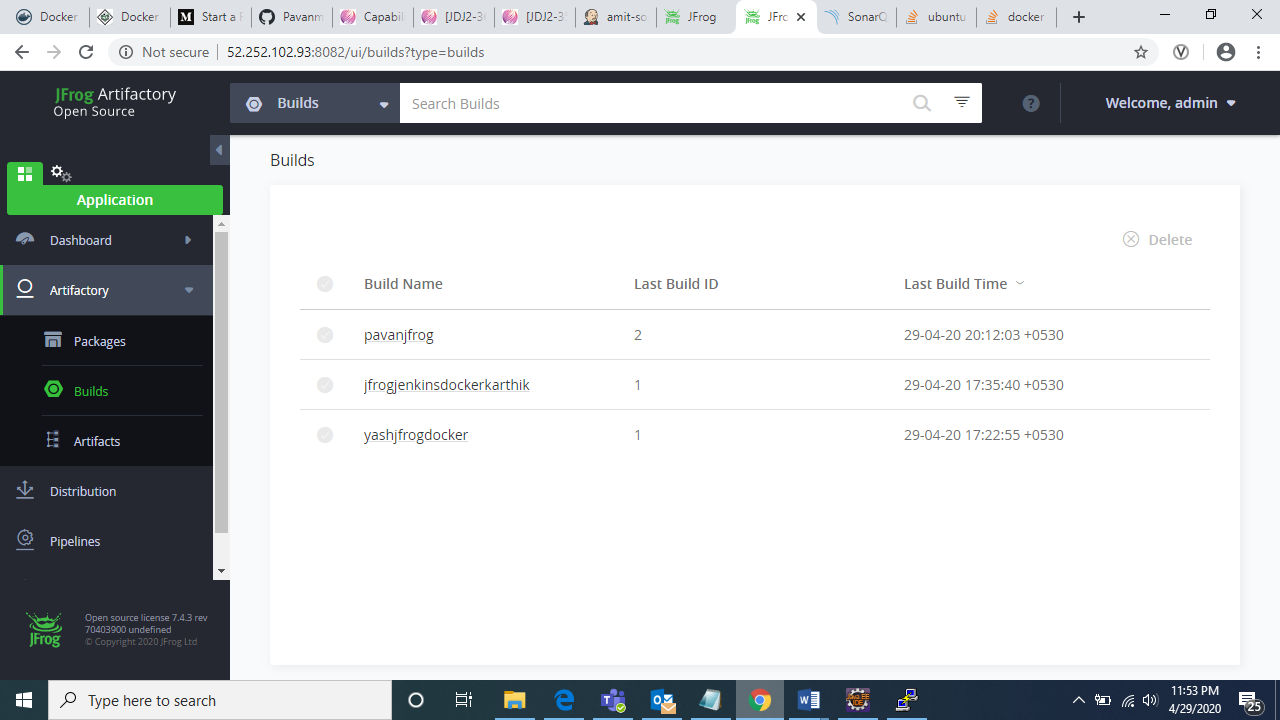 Docker
Docker
Start a
Pavanm
Capabil
[JDJ2-3
[JDJ2-3
amit-so
JFrog
JFro
SonarQ
ubuntu
docker
Not secure
52.252.102.93:8082/ui/builds?type=builds
JFrog Artifactory
Open Source
Builds
Search Builds
Welcome, admin
Application
Dashboard
Artifactory
Packages
Builds
Artifacts
Distribution
Pipelines
JFrog
Open source license 7.4.3 rev
70403900 undefined
© Copyright 2020 JFrog Ltd
Builds
Delete
Build Name Last Build ID Last Build Time
pavanjfrog 2 29-04-20 20:12:03 +0530
jfrogjenkinsdockerkarthik 1 29-04-20 17:35:40 +0530
yashjfrogdocker 1 29-04-20 17:22:55 +0530
Type here to search
11:53 PM
4/29/2020
25